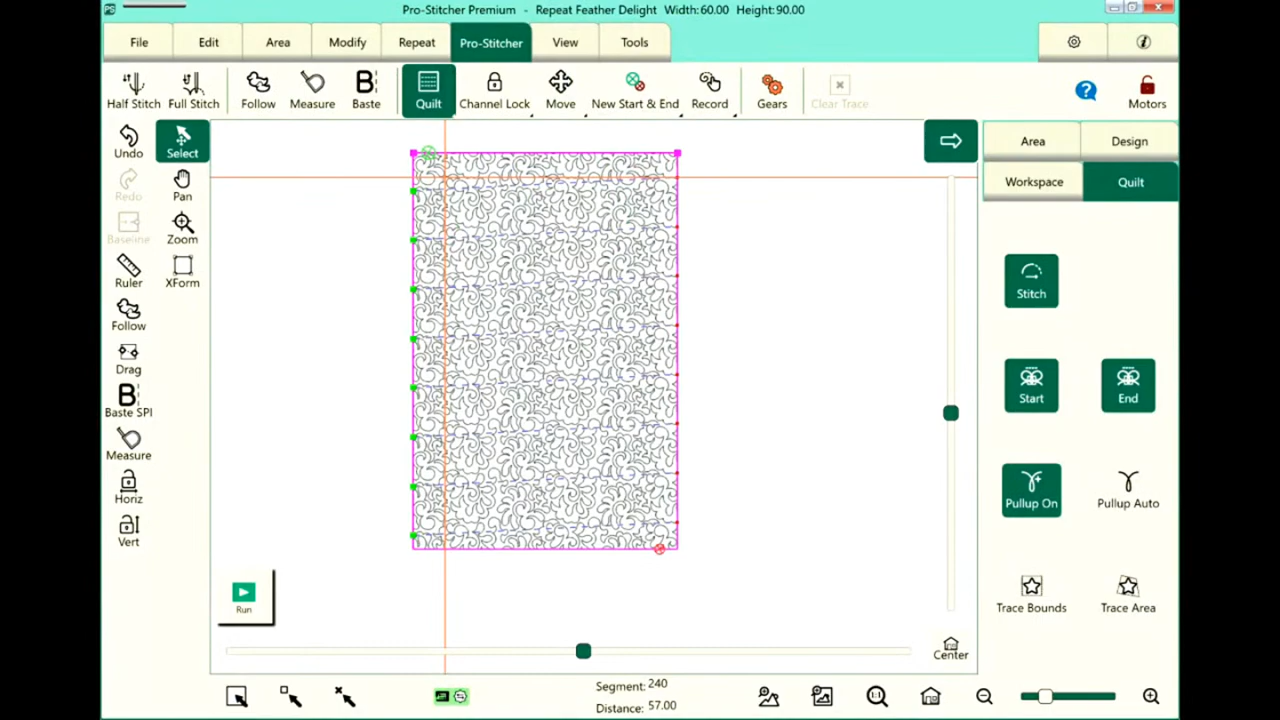 PS
Pro-Stitcher Premium - Repeat Feather Delight Width:60.00 Height:90.00
File Edit Area Modify Repeat Pro-Stitcher View Tools
Half Stitch Full Stitch Follow Measure Baste Quilt Channel Lock Move New Start & End Record Gears Clear Trace Motors
Undo Select
Redo Pan
Baseline Zoom
Ruler XForm
Follow
Drag
Baste SPI
Measure
Horiz
Vert
Run
Area Design
Workspace Quilt
Stitch
Start End
Pullup On Pullup Auto
Trace Bounds Trace Area
Center
Segment: 240
Distance: 57.00